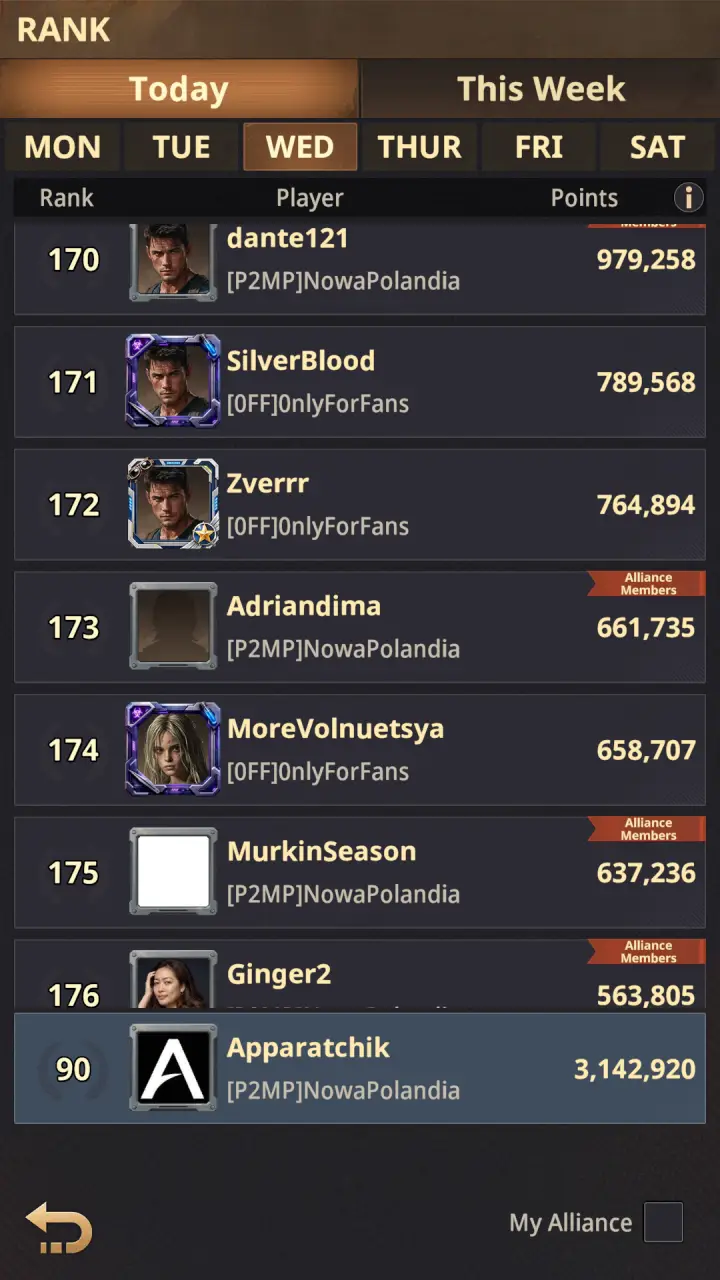 RANK
Today
This Week
MON
TUE
WED
THUR
FRI
SAT
Rank
Player
Points
170
dante121
[P2MP]NowaPolandia
Members
979,258
171
SilverBlood
[0FF]0nlyForFans
789,568
172
Zverrr
[0FF]0nlyForFans
764,894
173
Adriandima
[P2MP]NowaPolandia
Alliance
Members
661,735
174
MoreVolnuetsya
[0FF]0nlyForFans
658,707
175
MurkinSeason
[P2MP]NowaPolandia
Alliance
Members
637,236
176
Ginger2
Alliance
Members
563,805
90
Apparatchik
[P2MP]NowaPolandia
3,142,920
My Alliance